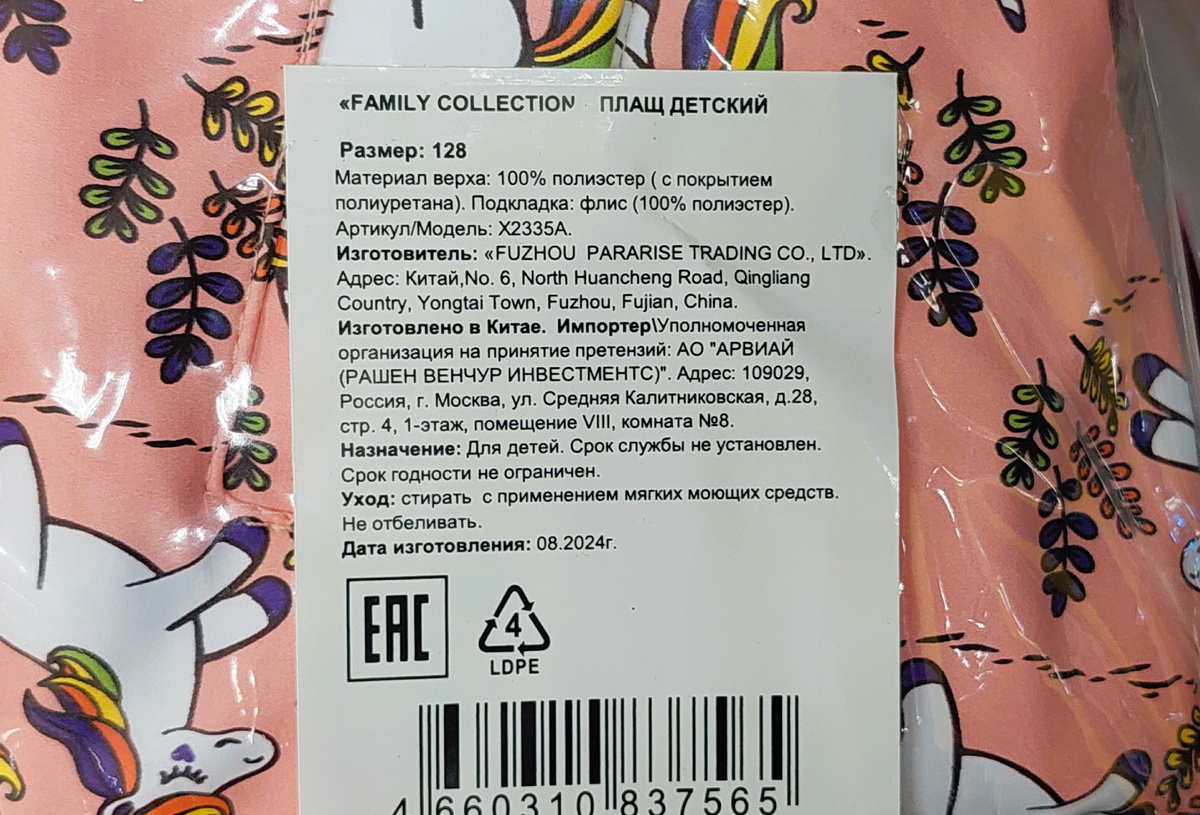 «FAMILY COLLECTION ПЛАЩ ДЕТСКИЙ
Размер: 128
Материал верха: 100% полиэстер ( с покрытием
полиуретана). Подкладка: флис (100% полиэстер).
Артикул/Модель: X2335A.
Изготовитель: «FUZHOU PARARISE TRADING CO., LTD».
Адрес: Китай,No. 6, North Huancheng Road, Qingliang
Country, Yongtai Town, Fuzhou, Fujian, China.
Изготовлено в Китае. Импортер\Уполномоченная
организация на принятие претензий: АО "АРВИАЙ
(РАШЕН ВЕНЧУР ИНВЕСТМЕНТС)". Адрес: 109029,
Россия, г. Москва, ул. Средняя Калитниковская, д.28,
стр. 4, 1-этаж, помещение VIII, комната №8.
Назначение: Для детей. Срок службы не установлен.
Срок годности не ограничен.
Уход: стирать с применением мягких моющих средств.
Не отбеливать.
Дата изготовления: 08.2024г.
EAC
4
LDPE
4 660310 837565